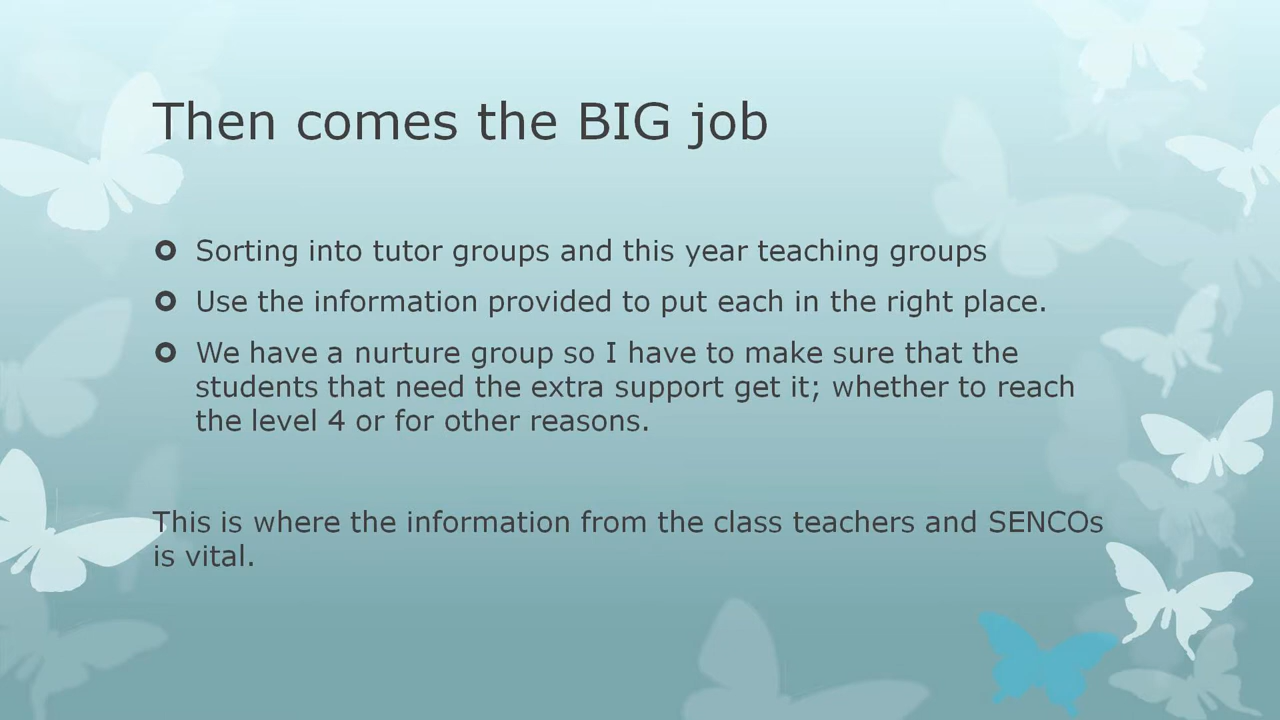 Then comes the BIG job
Sorting into tutor groups and this year teaching groups
Use the information provided to put each in the right place.
We have a nurture group so I have to make sure that the
students that need the extra support get it; whether to reach
the level 4 or for other reasons.
This is where the information from the class teachers and SENCOs
is vital.